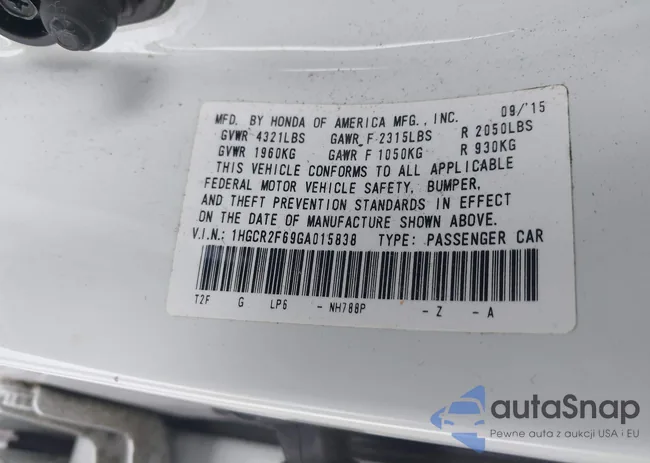 09/'15
MFD. BY HONDA OF AMERICA MFG., INC.
GVWR 4321LBS GAWR F 2315LBS R 2050LBS
GVWR 1960KG GAWR F 1050KG R 930KG
THIS VEHICLE CONFORMS TO ALL APPLICABLE
FEDERAL MOTOR VEHICLE SAFETY, BUMPER,
AND THEFT PREVENTION STANDARDS IN EFFECT
ON THE DATE OF MANUFACTURE SHOWN ABOVE.
V.I.N.: 1HGCR2F69GA015838 TYPE: PASSENGER CAR
T2F G LP6 - NH788P - Z - A
autaSnap
Pewne auta z aukcji USA i EU